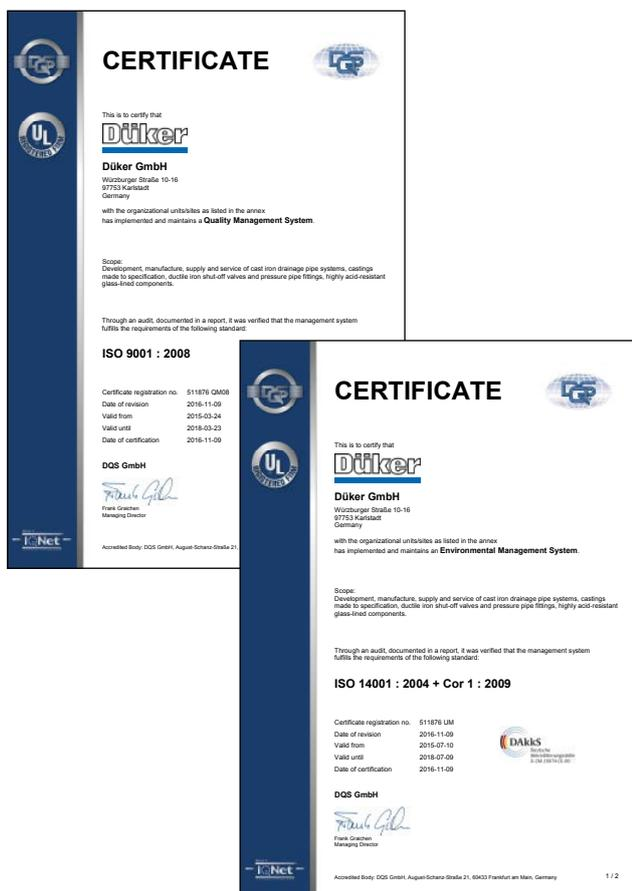 DQS
CERTIFICATE
DQS
UL
REGISTERED FIRM
This is to certify that
Düker
Düker GmbH
Würzburger Straße 10-16
97753 Karlstadt
Germany
with the organizational units/sites as listed in the annex
has implemented and maintains a Quality Management System.
Scope:
Development, manufacture, supply and service of cast iron drainage pipe systems, castings
made to specification, ductile iron shut-off valves and pressure pipe fittings, highly acid-resistant
glass-lined components.
Through an audit, documented in a report, it was verified that the management system
fulfills the requirements of the following standard:
ISO 9001 : 2008
Certificate registration no. 511876 QM08
Date of revision 2016-11-09
Valid from 2015-03-24
Valid until 2018-03-23
Date of certification 2016-11-09
DQS GmbH
Frank Graichen
Managing Director
IQNet
Accredited Body: DQS GmbH, August-Schanz-Straße 21,
DQS
CERTIFICATE
DQS
UL
REGISTERED FIRM
This is to certify that
Düker
Düker GmbH
Würzburger Straße 10-16
97753 Karlstadt
Germany
with the organizational units/sites as listed in the annex
has implemented and maintains an Environmental Management System.
Scope:
Development, manufacture, supply and service of cast iron drainage pipe systems, castings
made to specification, ductile iron shut-off valves and pressure pipe fittings, highly acid-resistant
glass-lined components.
Through an audit, documented in a report, it was verified that the management system
fulfills the requirements of the following standard:
ISO 14001 : 2004 + Cor 1 : 2009
Certificate registration no. 511876 UM
Date of revision 2016-11-09
Valid from 2015-07-10
Valid until 2018-07-09
Date of certification 2016-11-09
DAkkS
Deutsche
Akkreditierungsstelle
DQS GmbH
Frank Graichen
Managing Director
IQNet
Accredited Body: DQS GmbH, August-Schanz-Straße 21, 60433 Frankfurt am Main, Germany
1 / 2